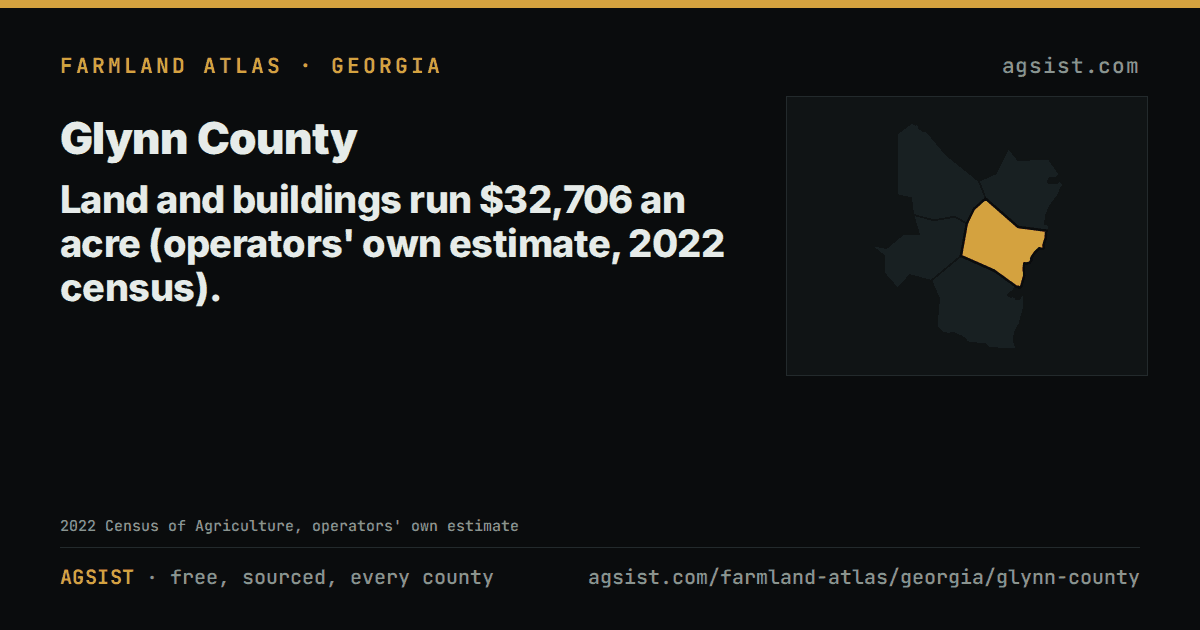 FARMLAND ATLAS · GEORGIA
agsist.com
Glynn County
Land and buildings run $32,706 an
acre (operators' own estimate, 2022
census).
2022 Census of Agriculture, operators' own estimate
AGSIST · free, sourced, every county
agsist.com/farmland-atlas/georgia/glynn-county